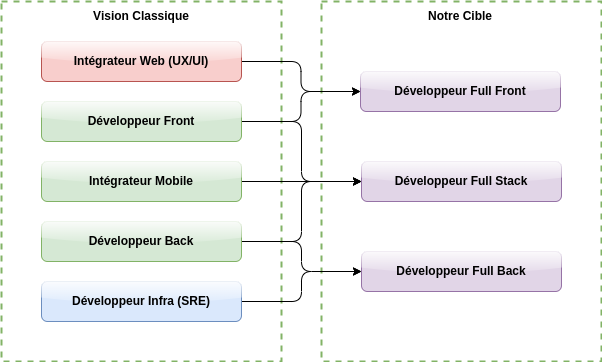 Vision Classique
Notre Cible
Intégrateur Web (UX/UI)
Développeur Front
Intégrateur Mobile
Développeur Back
Développeur Infra (SRE)
Développeur Full Front
Développeur Full Stack
Développeur Full Back